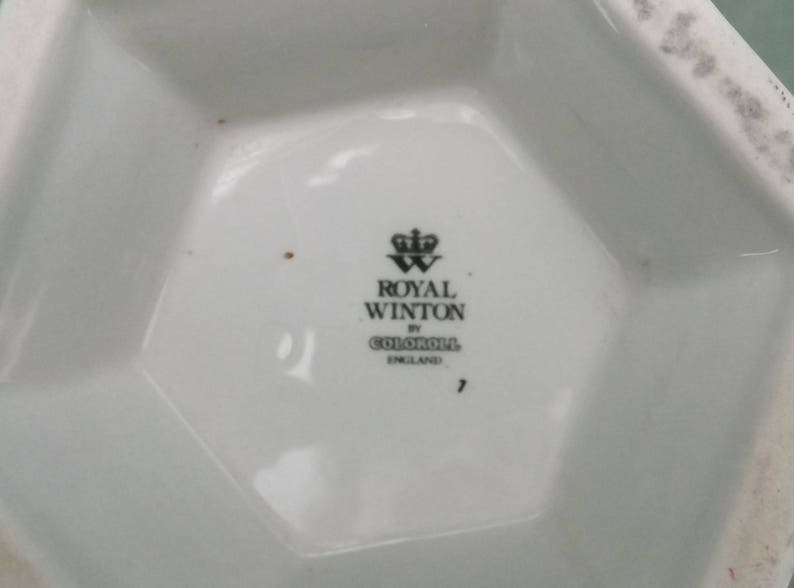 W
ROYAL
WINTON
BY
COLOROLL
ENGLAND
7